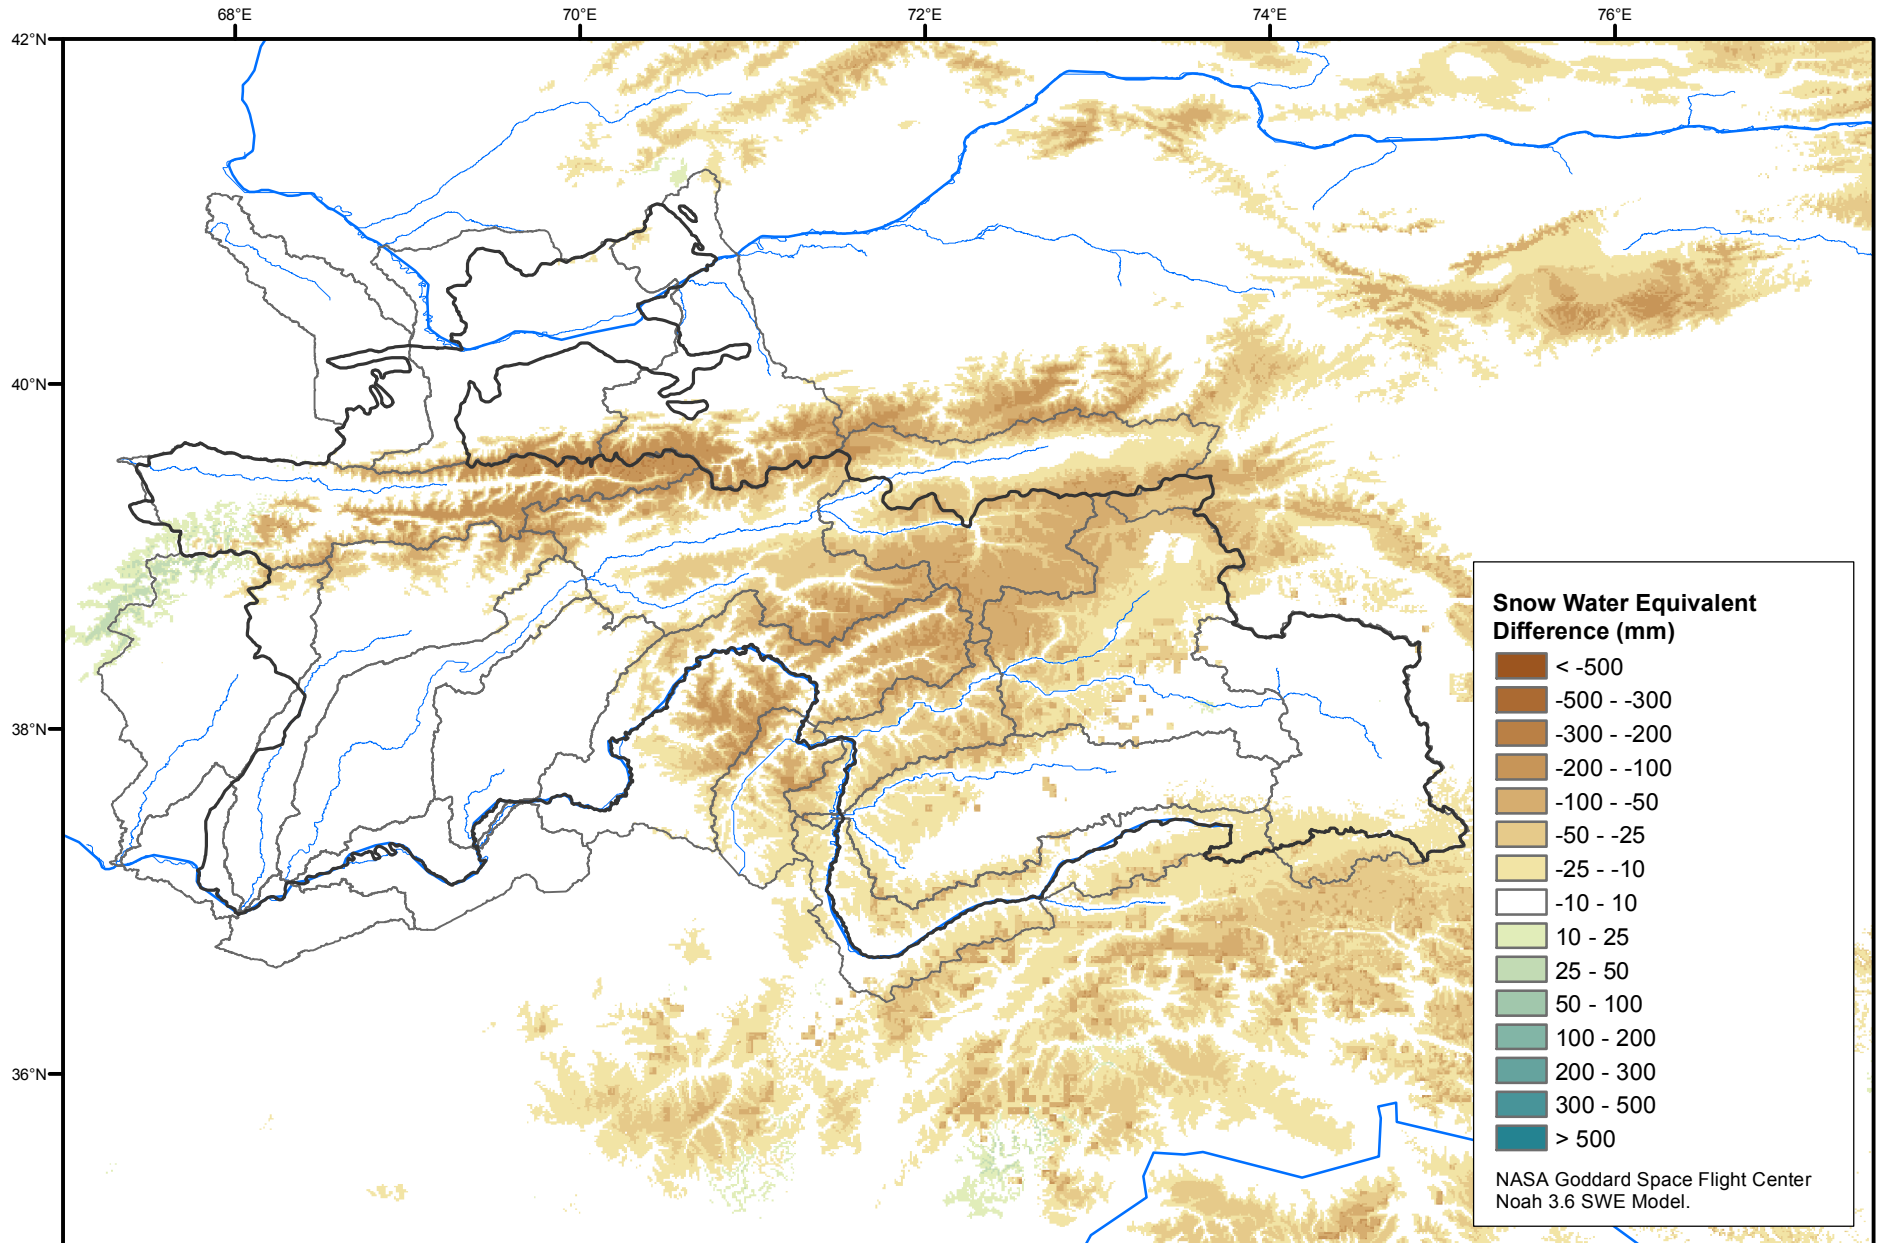 68°E
70°E
72°E
74°E
76°E
42°N
40°N
38°N
36°N
Snow Water Equivalent
Difference (mm)
< -500
-500 - -300
-300 - -200
-200 - -100
-100 - -50
-50 - -25
-25 - -10
-10 - 10
10 - 25
25 - 50
50 - 100
100 - 200
200 - 300
300 - 500
> 500
NASA Goddard Space Flight Center
Noah 3.6 SWE Model.